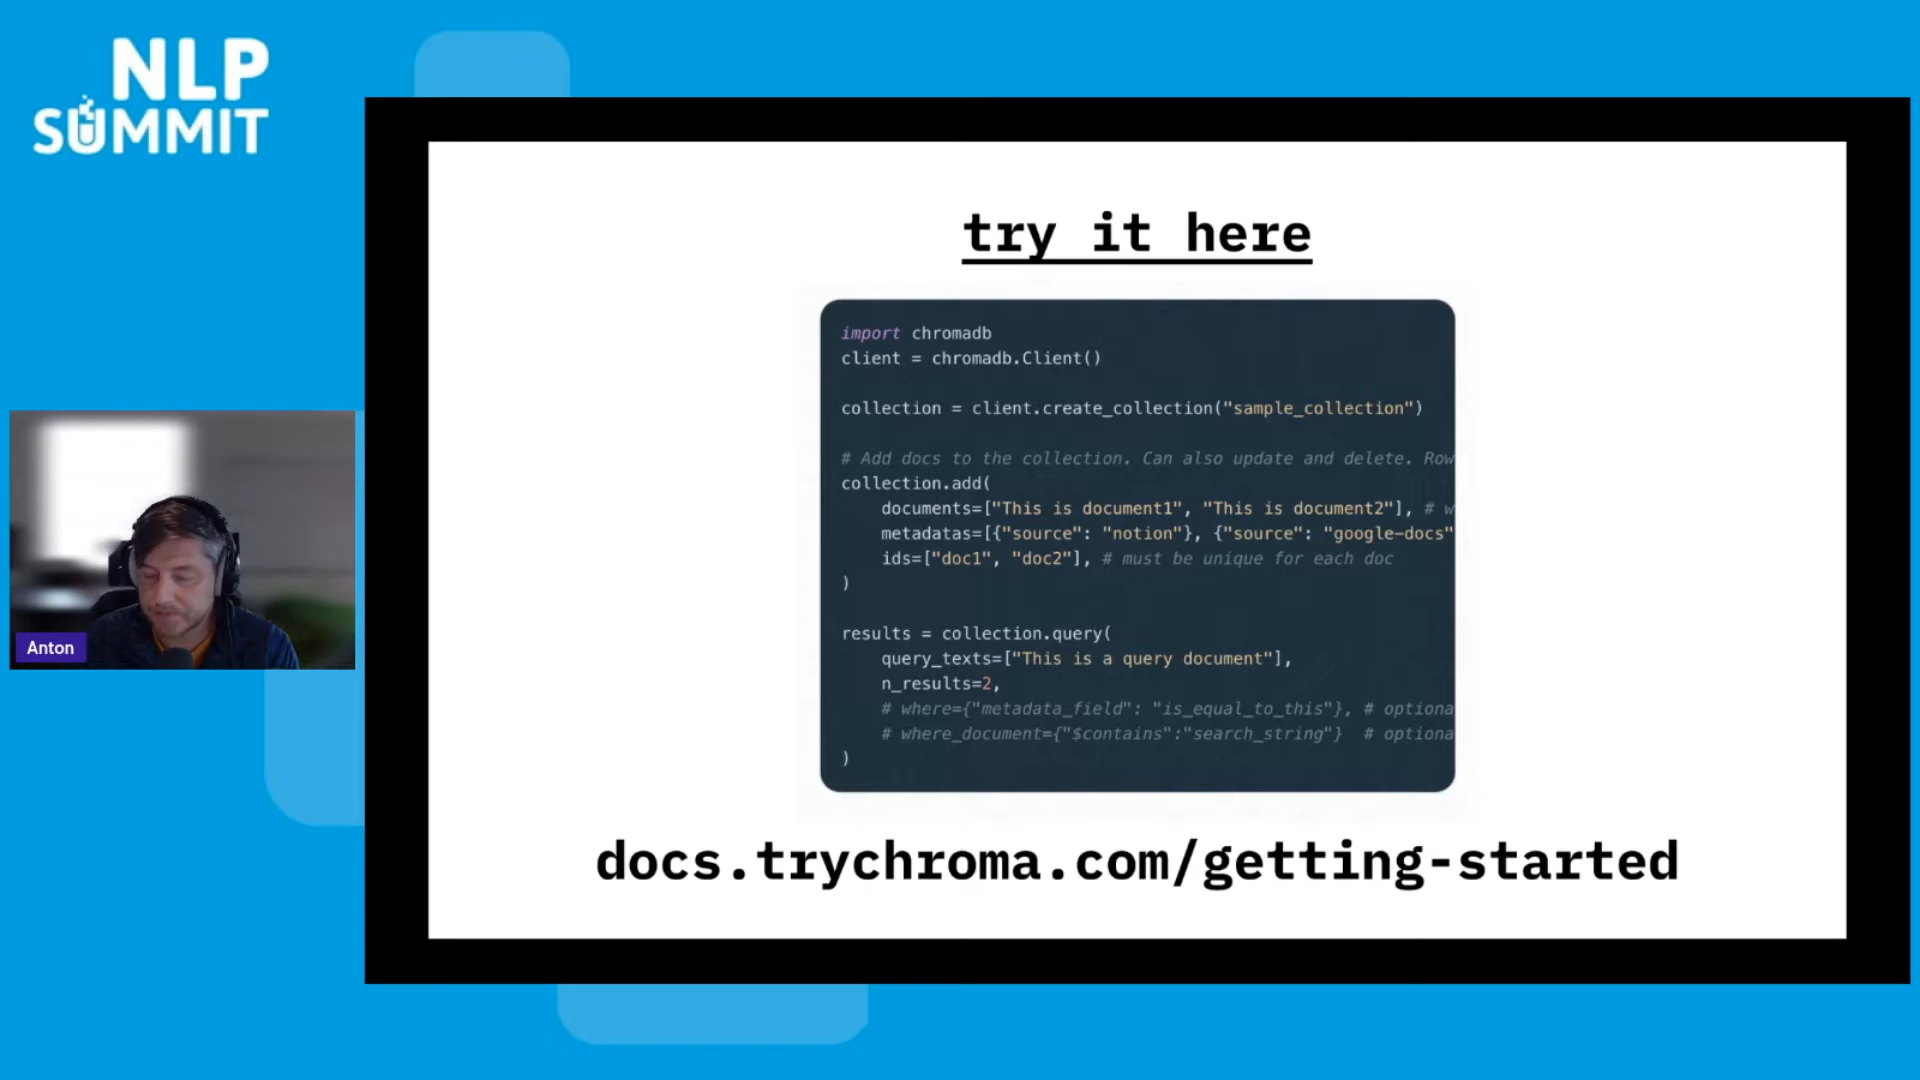 NLP
SUMMIT
try it here
import chromadb
client = chromadb.Client()
collection = client.create_collection("sample_collection")
# Add docs to the collection. Can also update and delete. Row
collection.add(
documents=["This is document1", "This is document2"], # w
metadatas=[{"source": "notion"}, {"source": "google-docs"
ids=["doc1", "doc2"], # must be unique for each doc
)
results = collection.query(
query_texts=["This is a query document"],
n_results=2,
# where={"metadata_field": "is_equal_to_this"}, # optiona
# where_document={"$contains":"search_string"} # optiona
)
Anton
docs.trychroma.com/getting-started